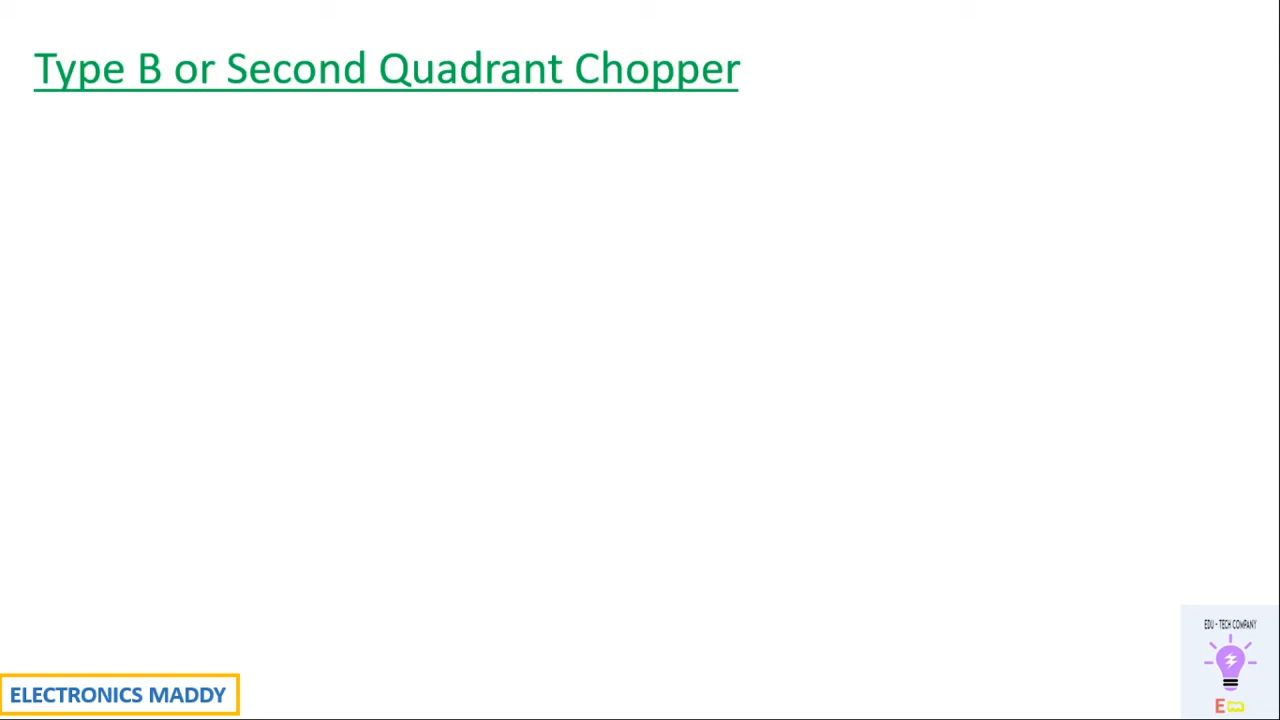 Type B or Second Quadrant Chopper
EDU - TECH COMPANY
ELECTRONICS MADDY
E